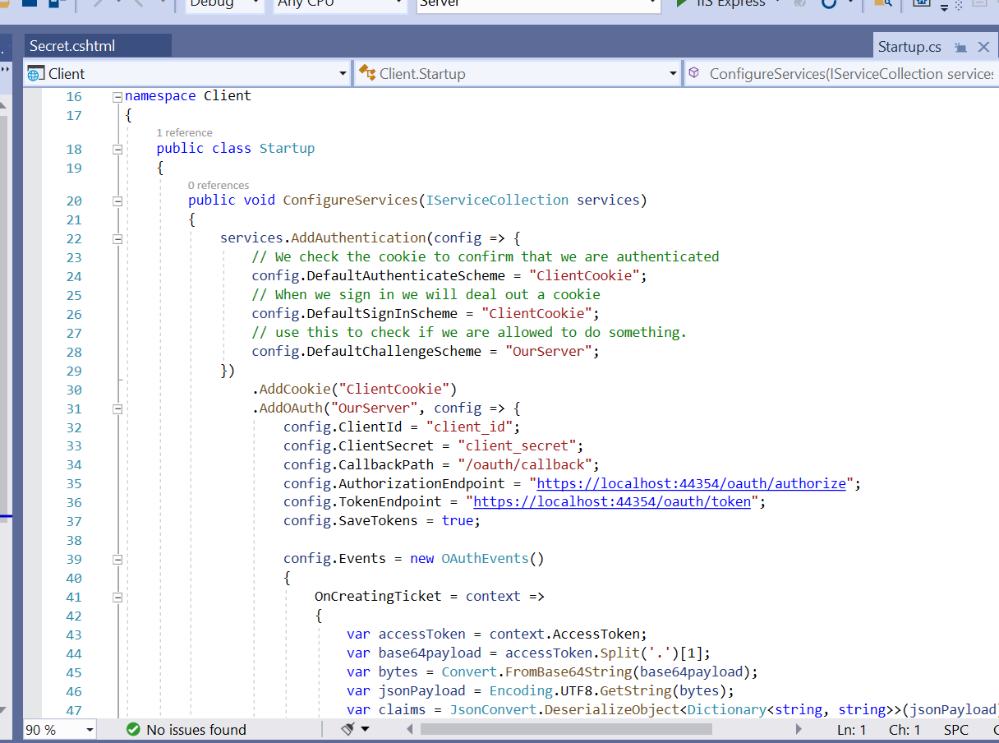 Debug Any CPU Server IIS Express
Secret.cshtml Startup.cs
Client Client.Startup ConfigureServices(IServiceCollection services
16 namespace Client
17 {
1 reference
18 public class Startup
19 {
0 references
20 public void ConfigureServices(IServiceCollection services)
21 {
22 services.AddAuthentication(config => {
23 // We check the cookie to confirm that we are authenticated
24 config.DefaultAuthenticateScheme = "ClientCookie";
25 // When we sign in we will deal out a cookie
26 config.DefaultSignInScheme = "ClientCookie";
27 // use this to check if we are allowed to do something.
28 config.DefaultChallengeScheme = "OurServer";
29 })
30 .AddCookie("ClientCookie")
31 .AddOAuth("OurServer", config => {
32 config.ClientId = "client_id";
33 config.ClientSecret = "client_secret";
34 config.CallbackPath = "/oauth/callback";
35 config.AuthorizationEndpoint = "https://localhost:44354/oauth/authorize";
36 config.TokenEndpoint = "https://localhost:44354/oauth/token";
37 config.SaveTokens = true;
38
39 config.Events = new OAuthEvents()
40 {
41 OnCreatingTicket = context =>
42 {
43 var accessToken = context.AccessToken;
44 var base64payload = accessToken.Split('.')[1];
45 var bytes = Convert.FromBase64String(base64payload);
46 var jsonPayload = Encoding.UTF8.GetString(bytes);
47 var claims = JsonConvert.DeserializeObject<Dictionary<string, string>>(jsonPayload
90 % No issues found Ln: 1 Ch: 1 SPC